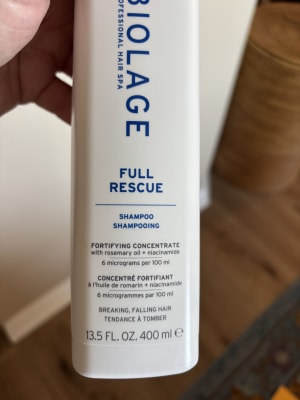 BIOLAGE
PROFESSIONAL HAIR SPA
FULL
RESCUE
SHAMPOO
SHAMPOOING
FORTIFYING CONCENTRATE
with rosemary oil + niacinamide
6 micrograms per 100 ml
CONCENTRÉ FORTIFIANT
à l'huile de romarin + niacinamide
6 microgrammes par 100 ml
BREAKING, FALLING HAIR
TENDANCE À TOMBER
13.5 FL. OZ. 400 ml ℮